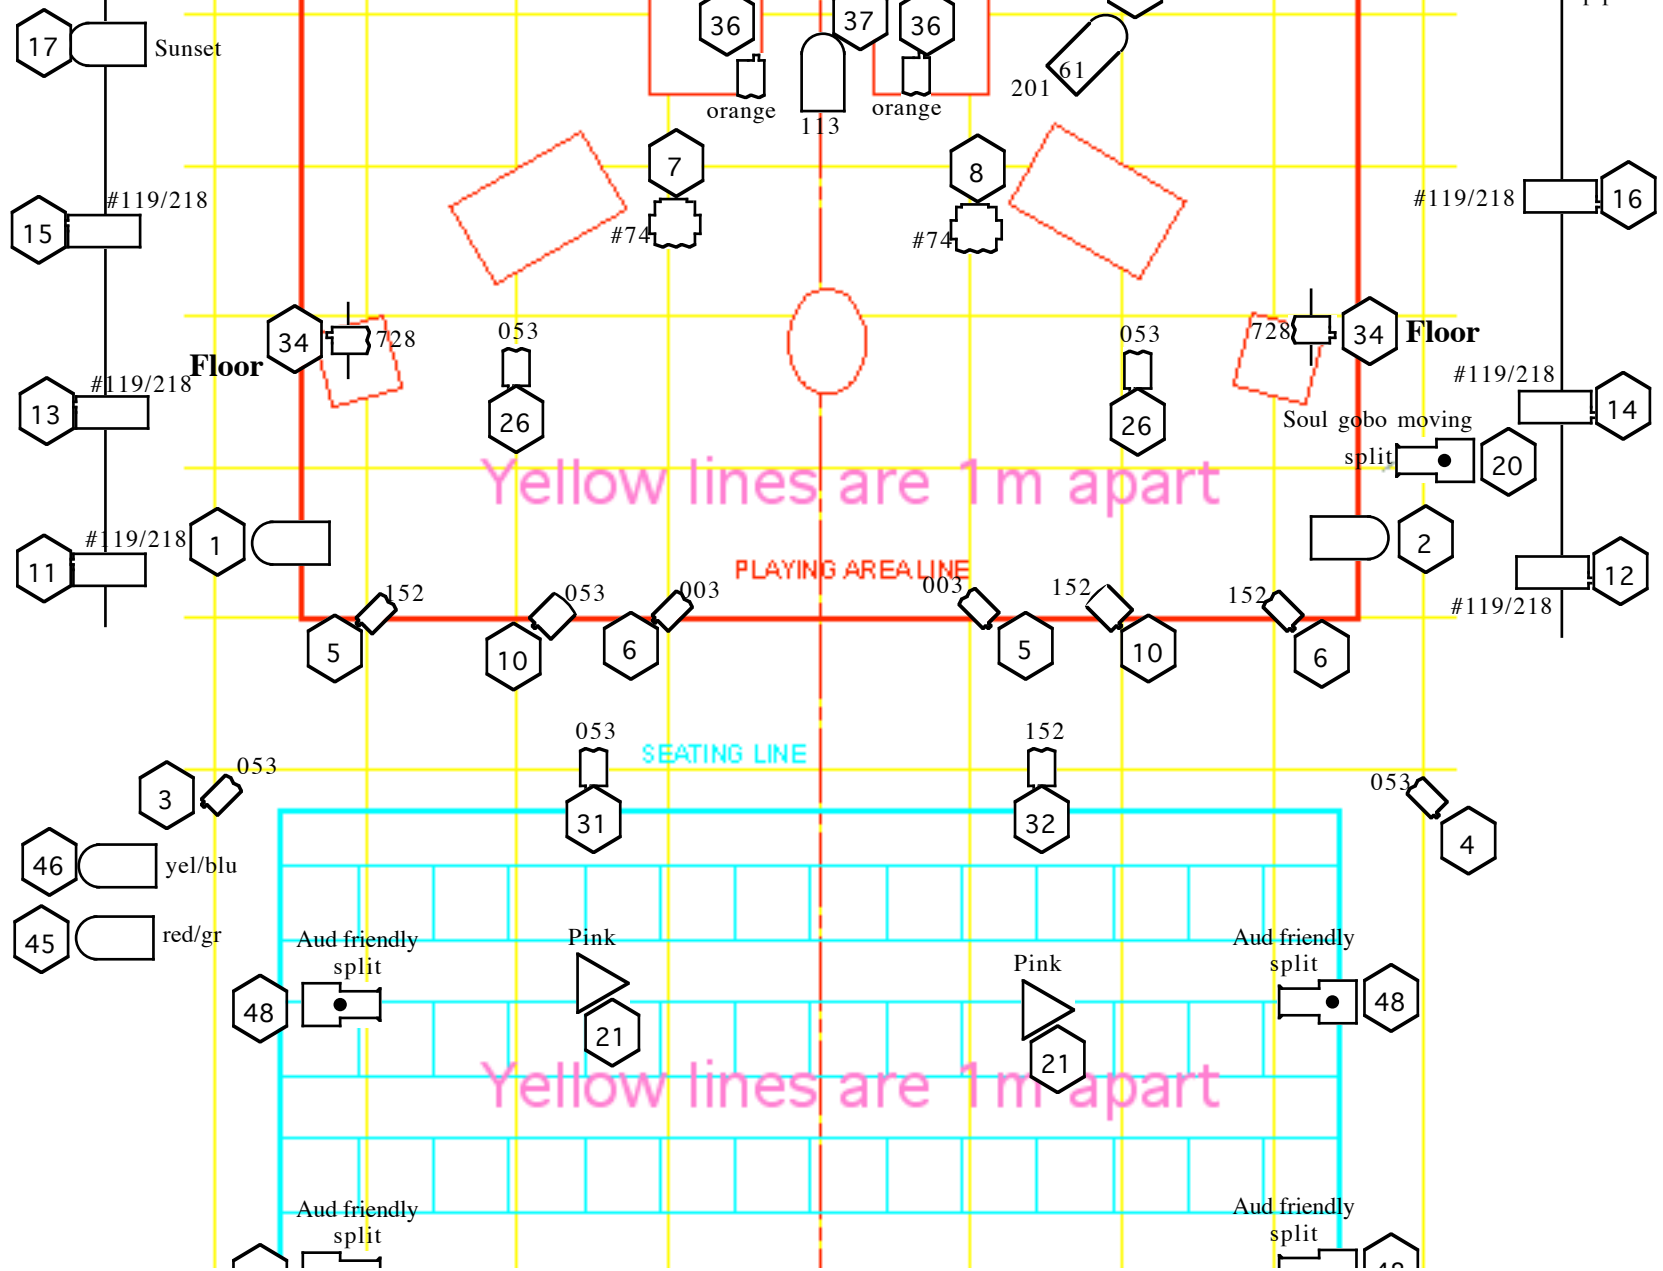 36
37
36
17
Sunset
61
201
orange
orange
113
7
8
#119/218
#119/218
15
16
#74
#74
34
728
053
053
728
34
Floor
Floor
#119/218
#119/218
13
26
26
14
Soul gobo moving
split
20
Yellow lines are 1m apart
#119/218
1
2
11
12
PLAYING AREA LINE
152
053
003
003
152
152
#119/218
5
10
6
5
10
6
053
152
SEATING LINE
053
053
3
31
32
4
46
yel/blu
45
red/gr
Aud friendly
split
Pink
Pink
Aud friendly
split
48
48
21
21
Yellow lines are 1m apart
Aud friendly
split
Aud friendly
split